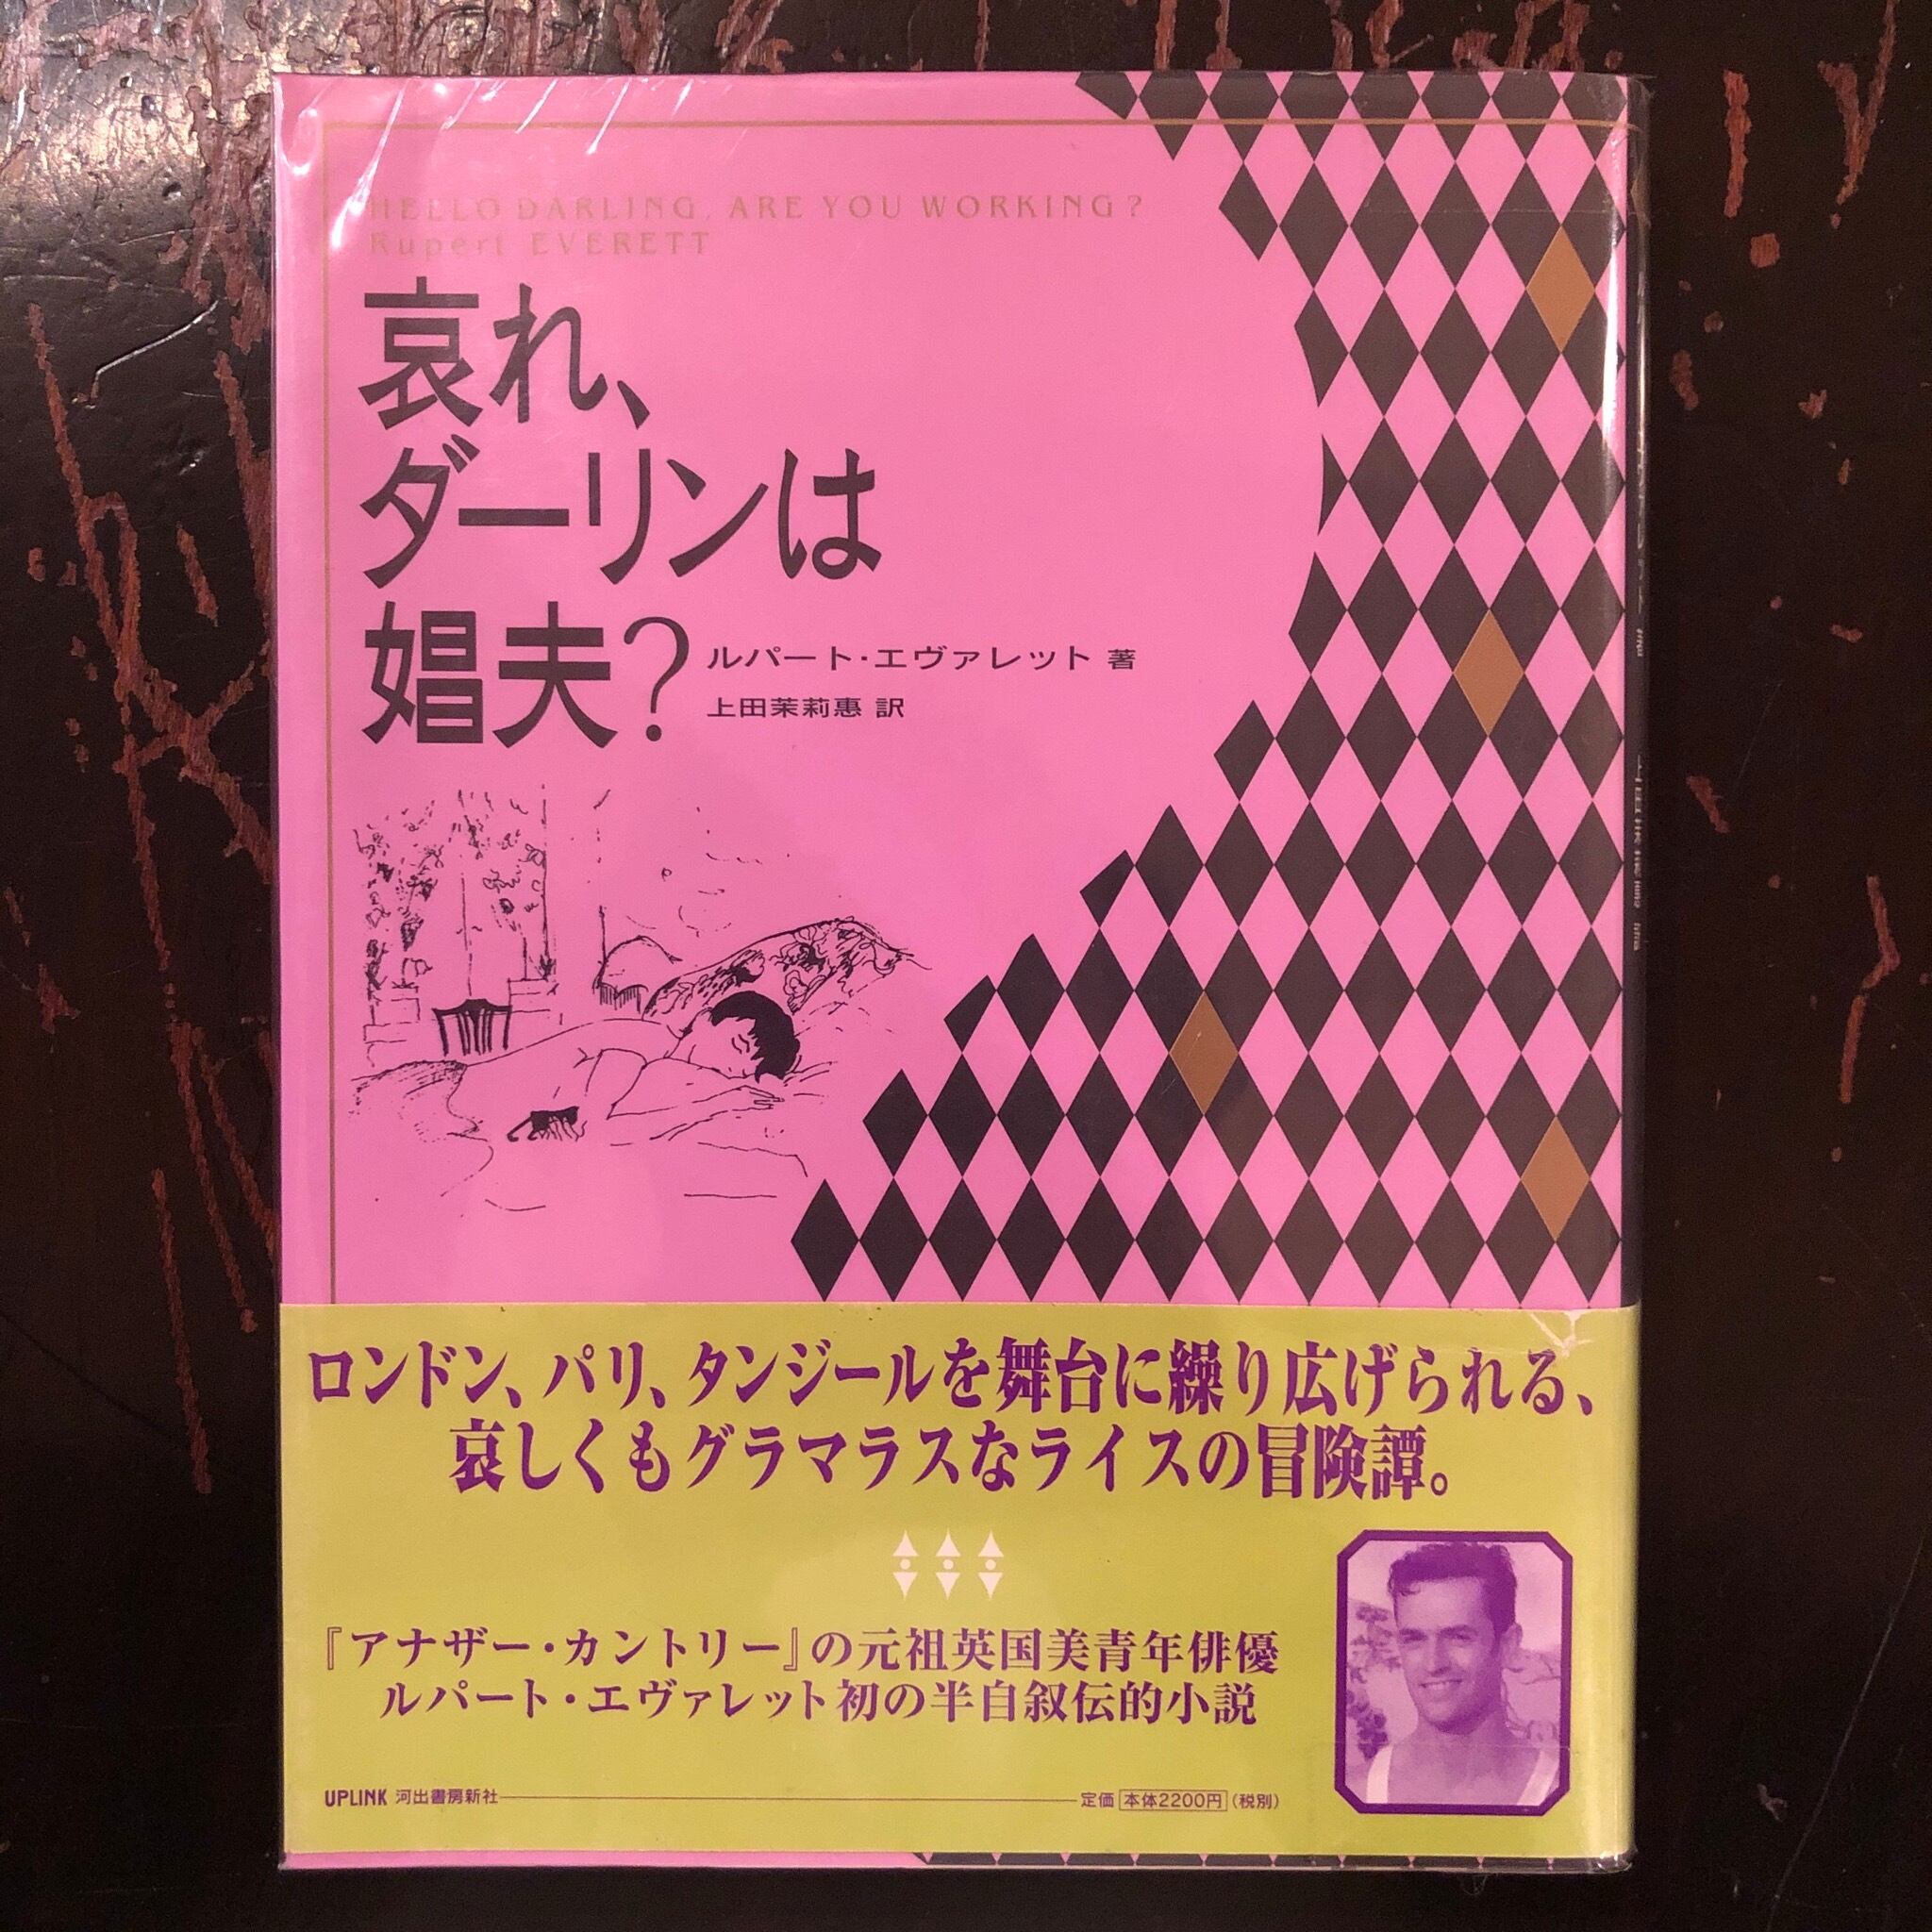 HELLO DARLING, ARE YOU WORKING?
Rupert EVERETT
哀れ、
ダーリンは
娼夫?
ルパート・エヴァレット 著
上田茉莉恵 訳
ロンドン、パリ、タンジールを舞台に繰り広げられる、
哀しくもグラマラスなライスの冒険譚。
『アナザー・カントリー』の元祖英国美青年俳優
ルパート・エヴァレット初の半自叙伝的小説
UPLINK 河出書房新社
定価 本体2200円 (税別)